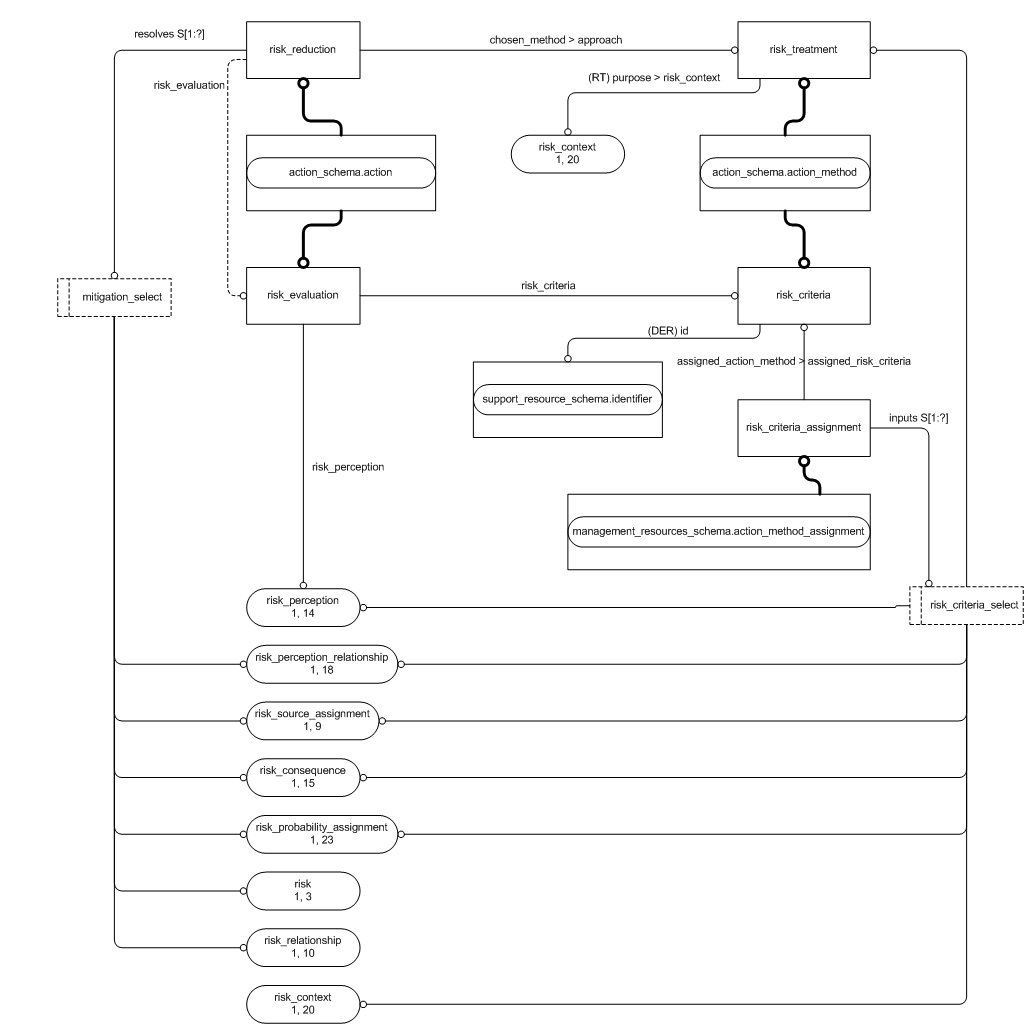 resolves S[1:?]
risk_reduction
chosen_method > approach
risk_treatment
risk_evaluation
(RT) purpose > risk_context
risk_context
1, 20
action_schema.action
action_schema.action_method
mitigation_select
risk_evaluation
risk_criteria
risk_criteria
(DER) id
assigned_action_method > assigned_risk_criteria
support_resource_schema.identifier
inputs S[1:?]
risk_criteria_assignment
risk_perception
management_resources_schema.action_method_assignment
risk_perception
1, 14
risk_criteria_select
risk_perception_relationship
1, 18
risk_source_assignment
1, 9
risk_consequence
1, 15
risk_probability_assignment
1, 23
risk
1, 3
risk_relationship
1, 10
risk_context
1, 20